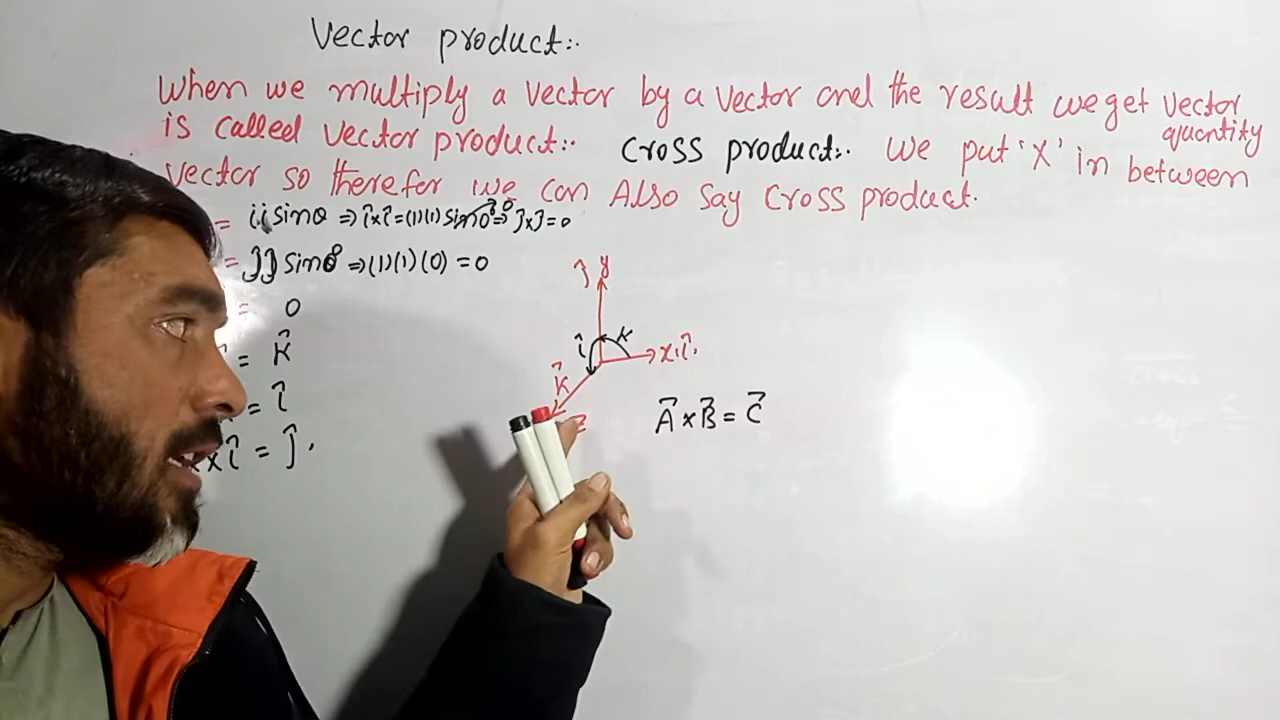 Vector product:.
When we multiply a vector by a vector and the result we get vector
quantity
is called vector product:. Cross product:. We put 'X' in between
vector so therefor we can Also say cross product.
= i.i sinθ ⇒ î×î = (1)(1) sin0° ⇒ J×J = 0
= JJ sinθ ⇒ (1)(1)(0) = 0
= 0
= K̂
= î
×î = Ĵ.
J y
î K
x,î.
K̂
A⃗ × B⃗ = C⃗